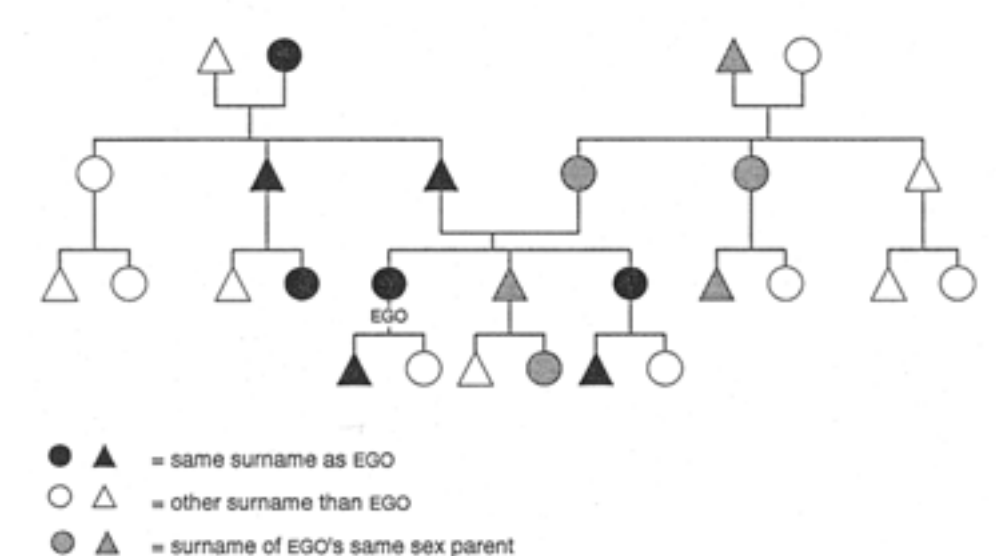 EGO
= same surname as EGO
= other surname than EGO
= surname of EGO's same sex parent